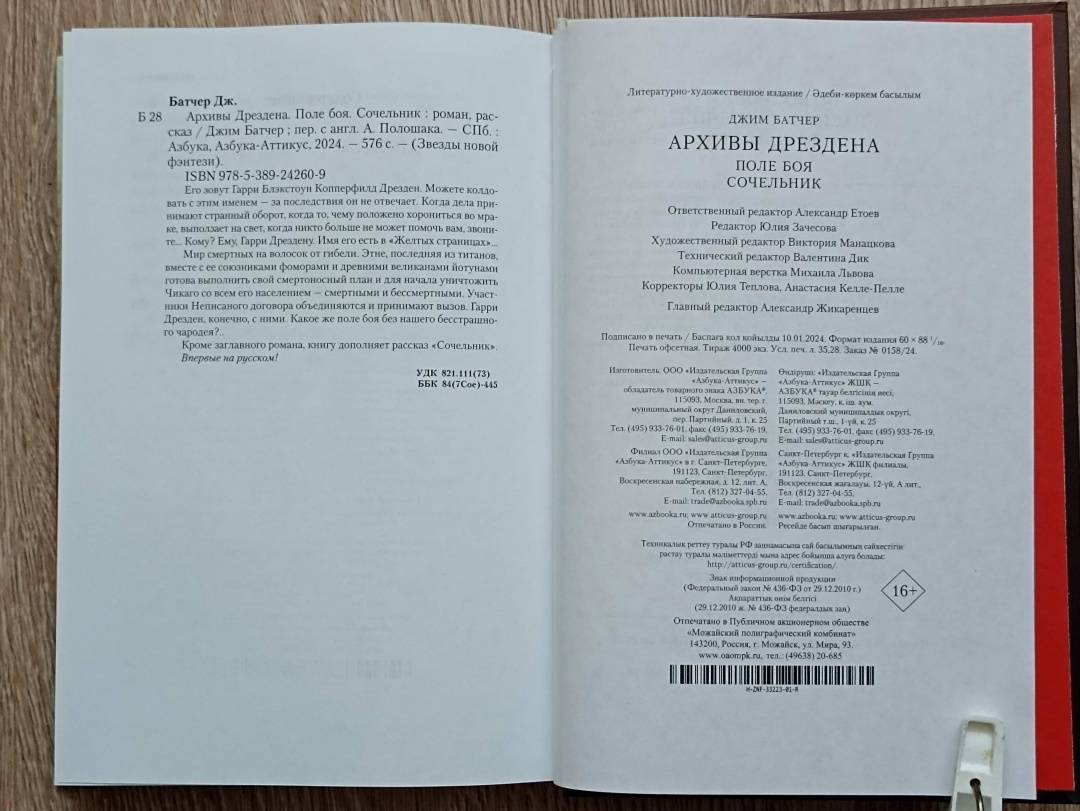 Батчер Дж.
Б 28 Архивы Дрездена. Поле боя. Сочельник : роман, рас-
сказ / Джим Батчер ; пер. с англ. А. Полошака. — СПб. :
Азбука, Азбука-Аттикус, 2024. — 576 с. — (Звезды новой
фэнтези).
ISBN 978-5-389-24260-9
Его зовут Гарри Блэкстоун Копперфилд Дрезден. Можете колдо-
вать с этим именем — за последствия он не отвечает. Когда дела при-
нимают странный оборот, когда то, чему положено хорониться во мра-
ке, выползает на свет, когда никто больше не может помочь вам, звони-
те... Кому? Ему, Гарри Дрездену. Имя его есть в «Желтых страницах»...
Мир смертных на волосок от гибели. Этне, последняя из титанов,
вместе с ее союзниками фоморами и древними великанами йотунами
готова выполнить свой смертоносный план и для начала уничтожить
Чикаго со всем его населением — смертными и бессмертными. Участ-
ники Неписаного договора объединяются и принимают вызов. Гарри
Дрезден, конечно, с ними. Какое же поле боя без нашего бесстрашно-
го чародея?..
Кроме заглавного романа, книгу дополняет рассказ «Сочельник».
Впервые на русском!
УДК 821.111(73)
ББК 84(7Сое)-445
Литературно-художественное издание / Әдеби-көркем басылым
ДЖИМ БАТЧЕР
АРХИВЫ ДРЕЗДЕНА
ПОЛЕ БОЯ
СОЧЕЛЬНИК
Ответственный редактор Александр Етоев
Редактор Юлия Зачесова
Художественный редактор Виктория Манацкова
Технический редактор Валентина Дик
Компьютерная верстка Михаила Львова
Корректоры Юлия Теплова, Анастасия Келле-Пелле
Главный редактор Александр Жикаренцев
Подписано в печать / Баспаға қол қойылды 10.01.2024. Формат издания 60 × 88 1/16.
Печать офсетная. Тираж 4000 экз. Усл. печ. л. 35,28. Заказ № 0158/24.
Изготовитель: ООО «Издательская Группа
«Азбука-Аттикус» —
обладатель товарного знака АЗБУКА®,
115093, Москва, вн. тер. г.
муниципальный округ Даниловский,
пер. Партийный, д. 1, к. 25
Тел. (495) 933-76-01, факс (495) 933-76-19,
E-mail: sales@atticus-group.ru
Филиал ООО «Издательская Группа
«Азбука-Аттикус» в г. Санкт-Петербурге,
191123, Санкт-Петербург,
Воскресенская набережная, д. 12, лит. А,
Тел. (812) 327-04-55,
E-mail: trade@azbooka.spb.ru
www.azbooka.ru; www.atticus-group.ru
Отпечатано в России.
Өндіруші: «Издательская Группа
«Азбука-Аттикус» ЖШҚ —
АЗБУКА® тауар белгісінің иесі,
115093, Мәскеу, қ. іш. аум.
Даниловский муниципалдық округі,
Партийный т.ш., 1-үй, к. 25
Тел. (495) 933-76-01, факс (495) 933-76-19,
E-mail: sales@atticus-group.ru
Санкт-Петербург қ. «Издательская Группа
«Азбука-Аттикус» ЖШҚ филиалы,
191123, Санкт-Петербург,
Воскресенская жағалауы, 12-үй, А лит.,
Тел. (812) 327-04-55,
E-mail: trade@azbooka.spb.ru
www.azbooka.ru; www.atticus-group.ru
Ресейде басып шығарылған.
Техникалық реттеу туралы РФ заңнамасына сай басылымның сәйкестігін
растау туралы мәліметтерді мына адрес бойынша алуға болады:
http://atticus-group.ru/certification/.
Знак информационной продукции
(Федеральный закон № 436-ФЗ от 29.12.2010 г.)
Ақпараттық өнім белгісі
(29.12.2010 ж. № 436-ФЗ федералдық заң)
16+
Отпечатано в Публичном акционерном обществе
«Можайский полиграфический комбинат»
143200, Россия, г. Можайск, ул. Мира, 93.
www.oaompk.ru, тел.: (49638) 20-685
H-ZNF-33223-01-R